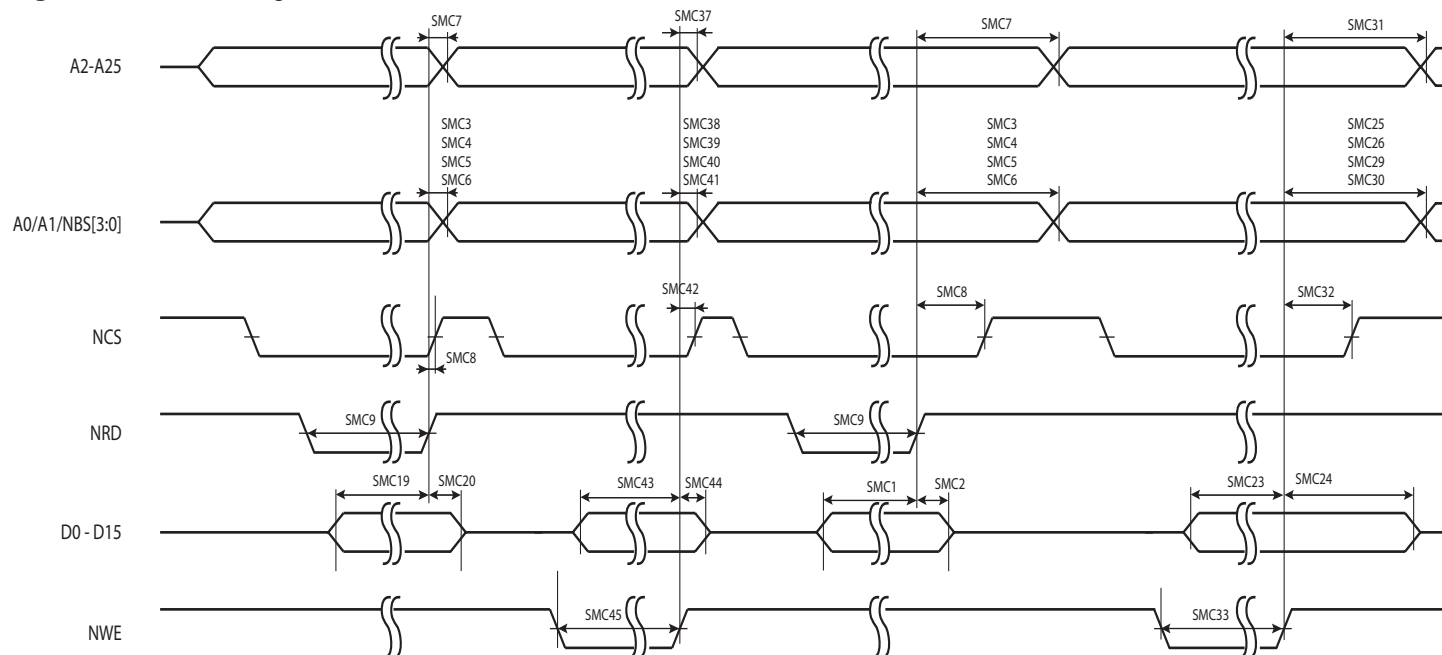 SMC7 SMC37 SMC7 SMC31
A2-A25
SMC3 SMC38 SMC3 SMC25
SMC4 SMC39 SMC4 SMC26
SMC5 SMC40 SMC5 SMC29
SMC6 SMC41 SMC6 SMC30
A0/A1/NBS[3:0]
SMC42 SMC8 SMC32
NCS
SMC8
SMC9 SMC9
NRD
SMC19 SMC20 SMC43 SMC44 SMC1 SMC2 SMC23 SMC24
D0 - D15
SMC45 SMC33
NWE